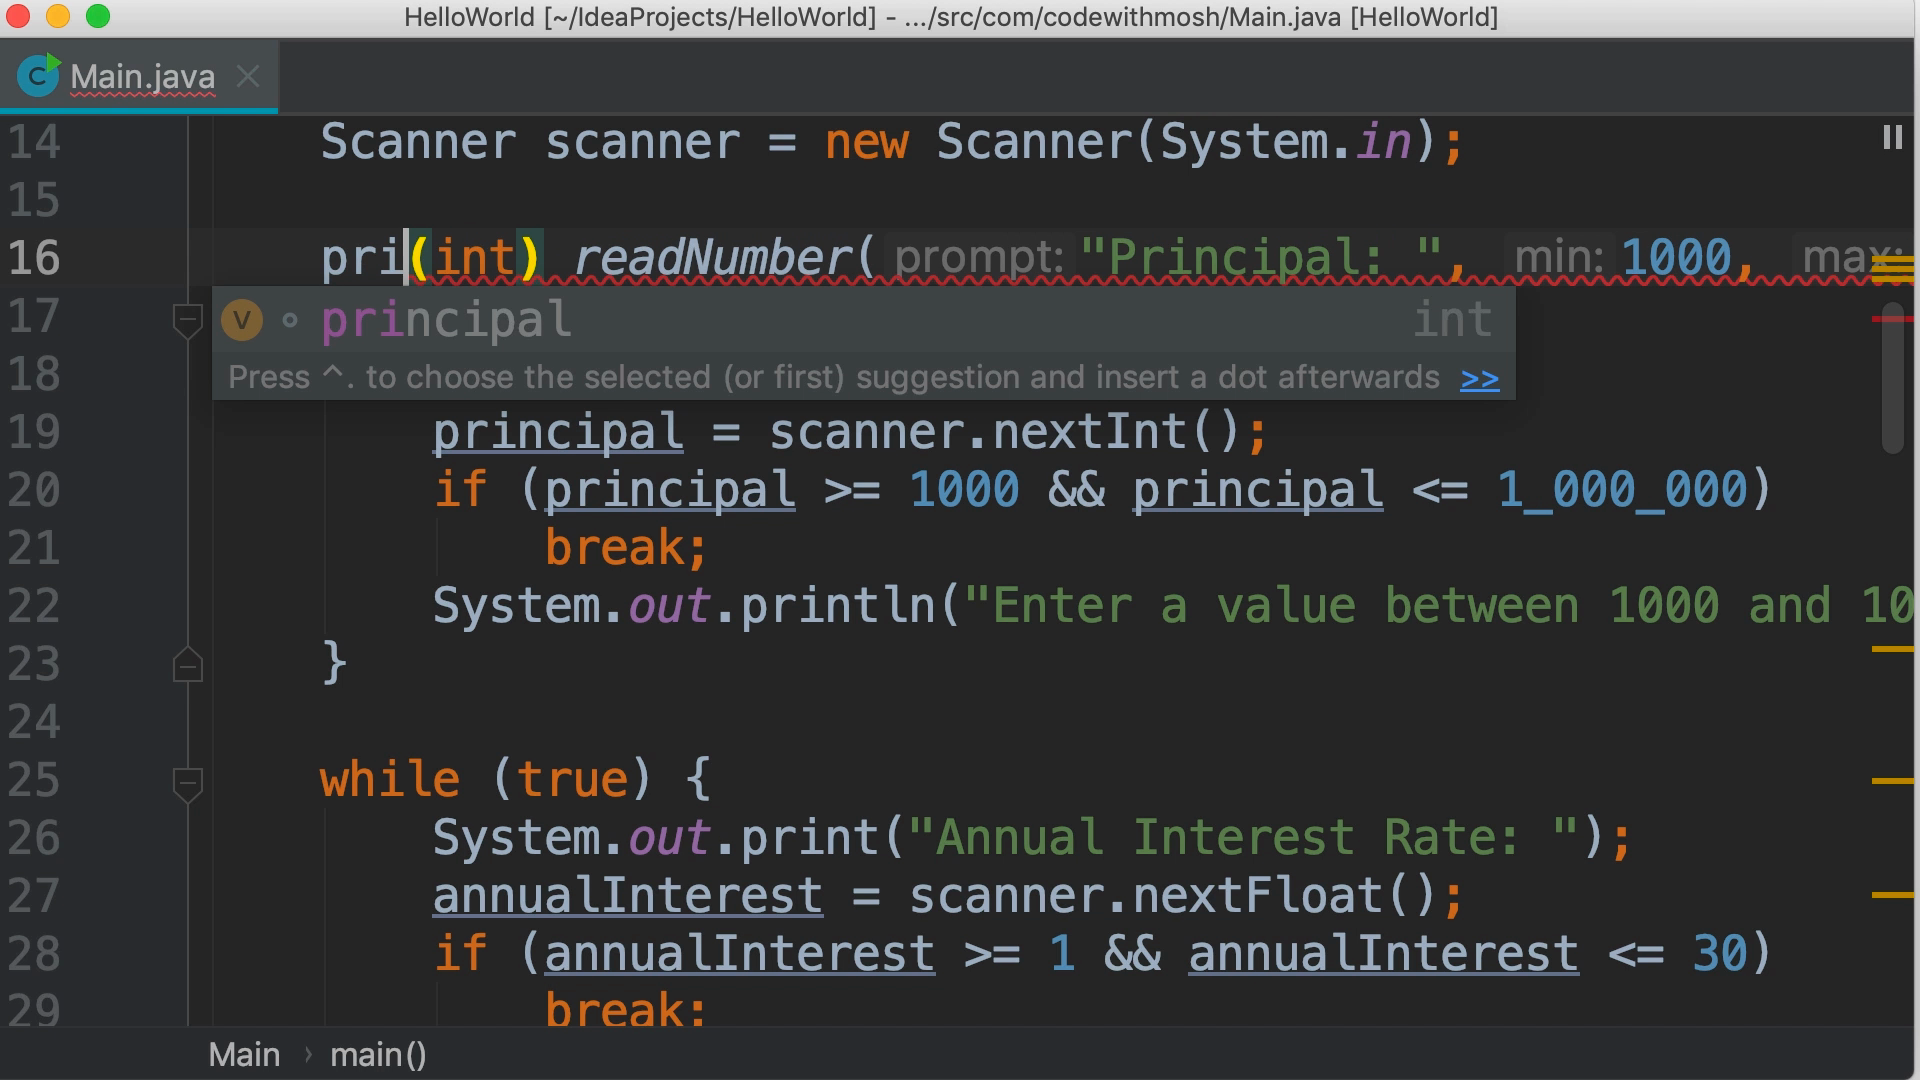 HelloWorld [~/IdeaProjects/HelloWorld] - .../src/com/codewithmosh/Main.java [HelloWorld]
C Main.java
14 Scanner scanner = new Scanner(System.in);
15
16 pri(int) readNumber( prompt: "Principal: ", min: 1000, max:
17
V principal int
18
Press ^. to choose the selected (or first) suggestion and insert a dot afterwards >>
19 principal = scanner.nextInt();
20 if (principal >= 1000 && principal <= 1_000_000)
21 break;
22 System.out.println("Enter a value between 1000 and 10
23 }
24
25 while (true) {
26 System.out.print("Annual Interest Rate: ");
27 annualInterest = scanner.nextFloat();
28 if (annualInterest >= 1 && annualInterest <= 30)
29 break;
Main › main()